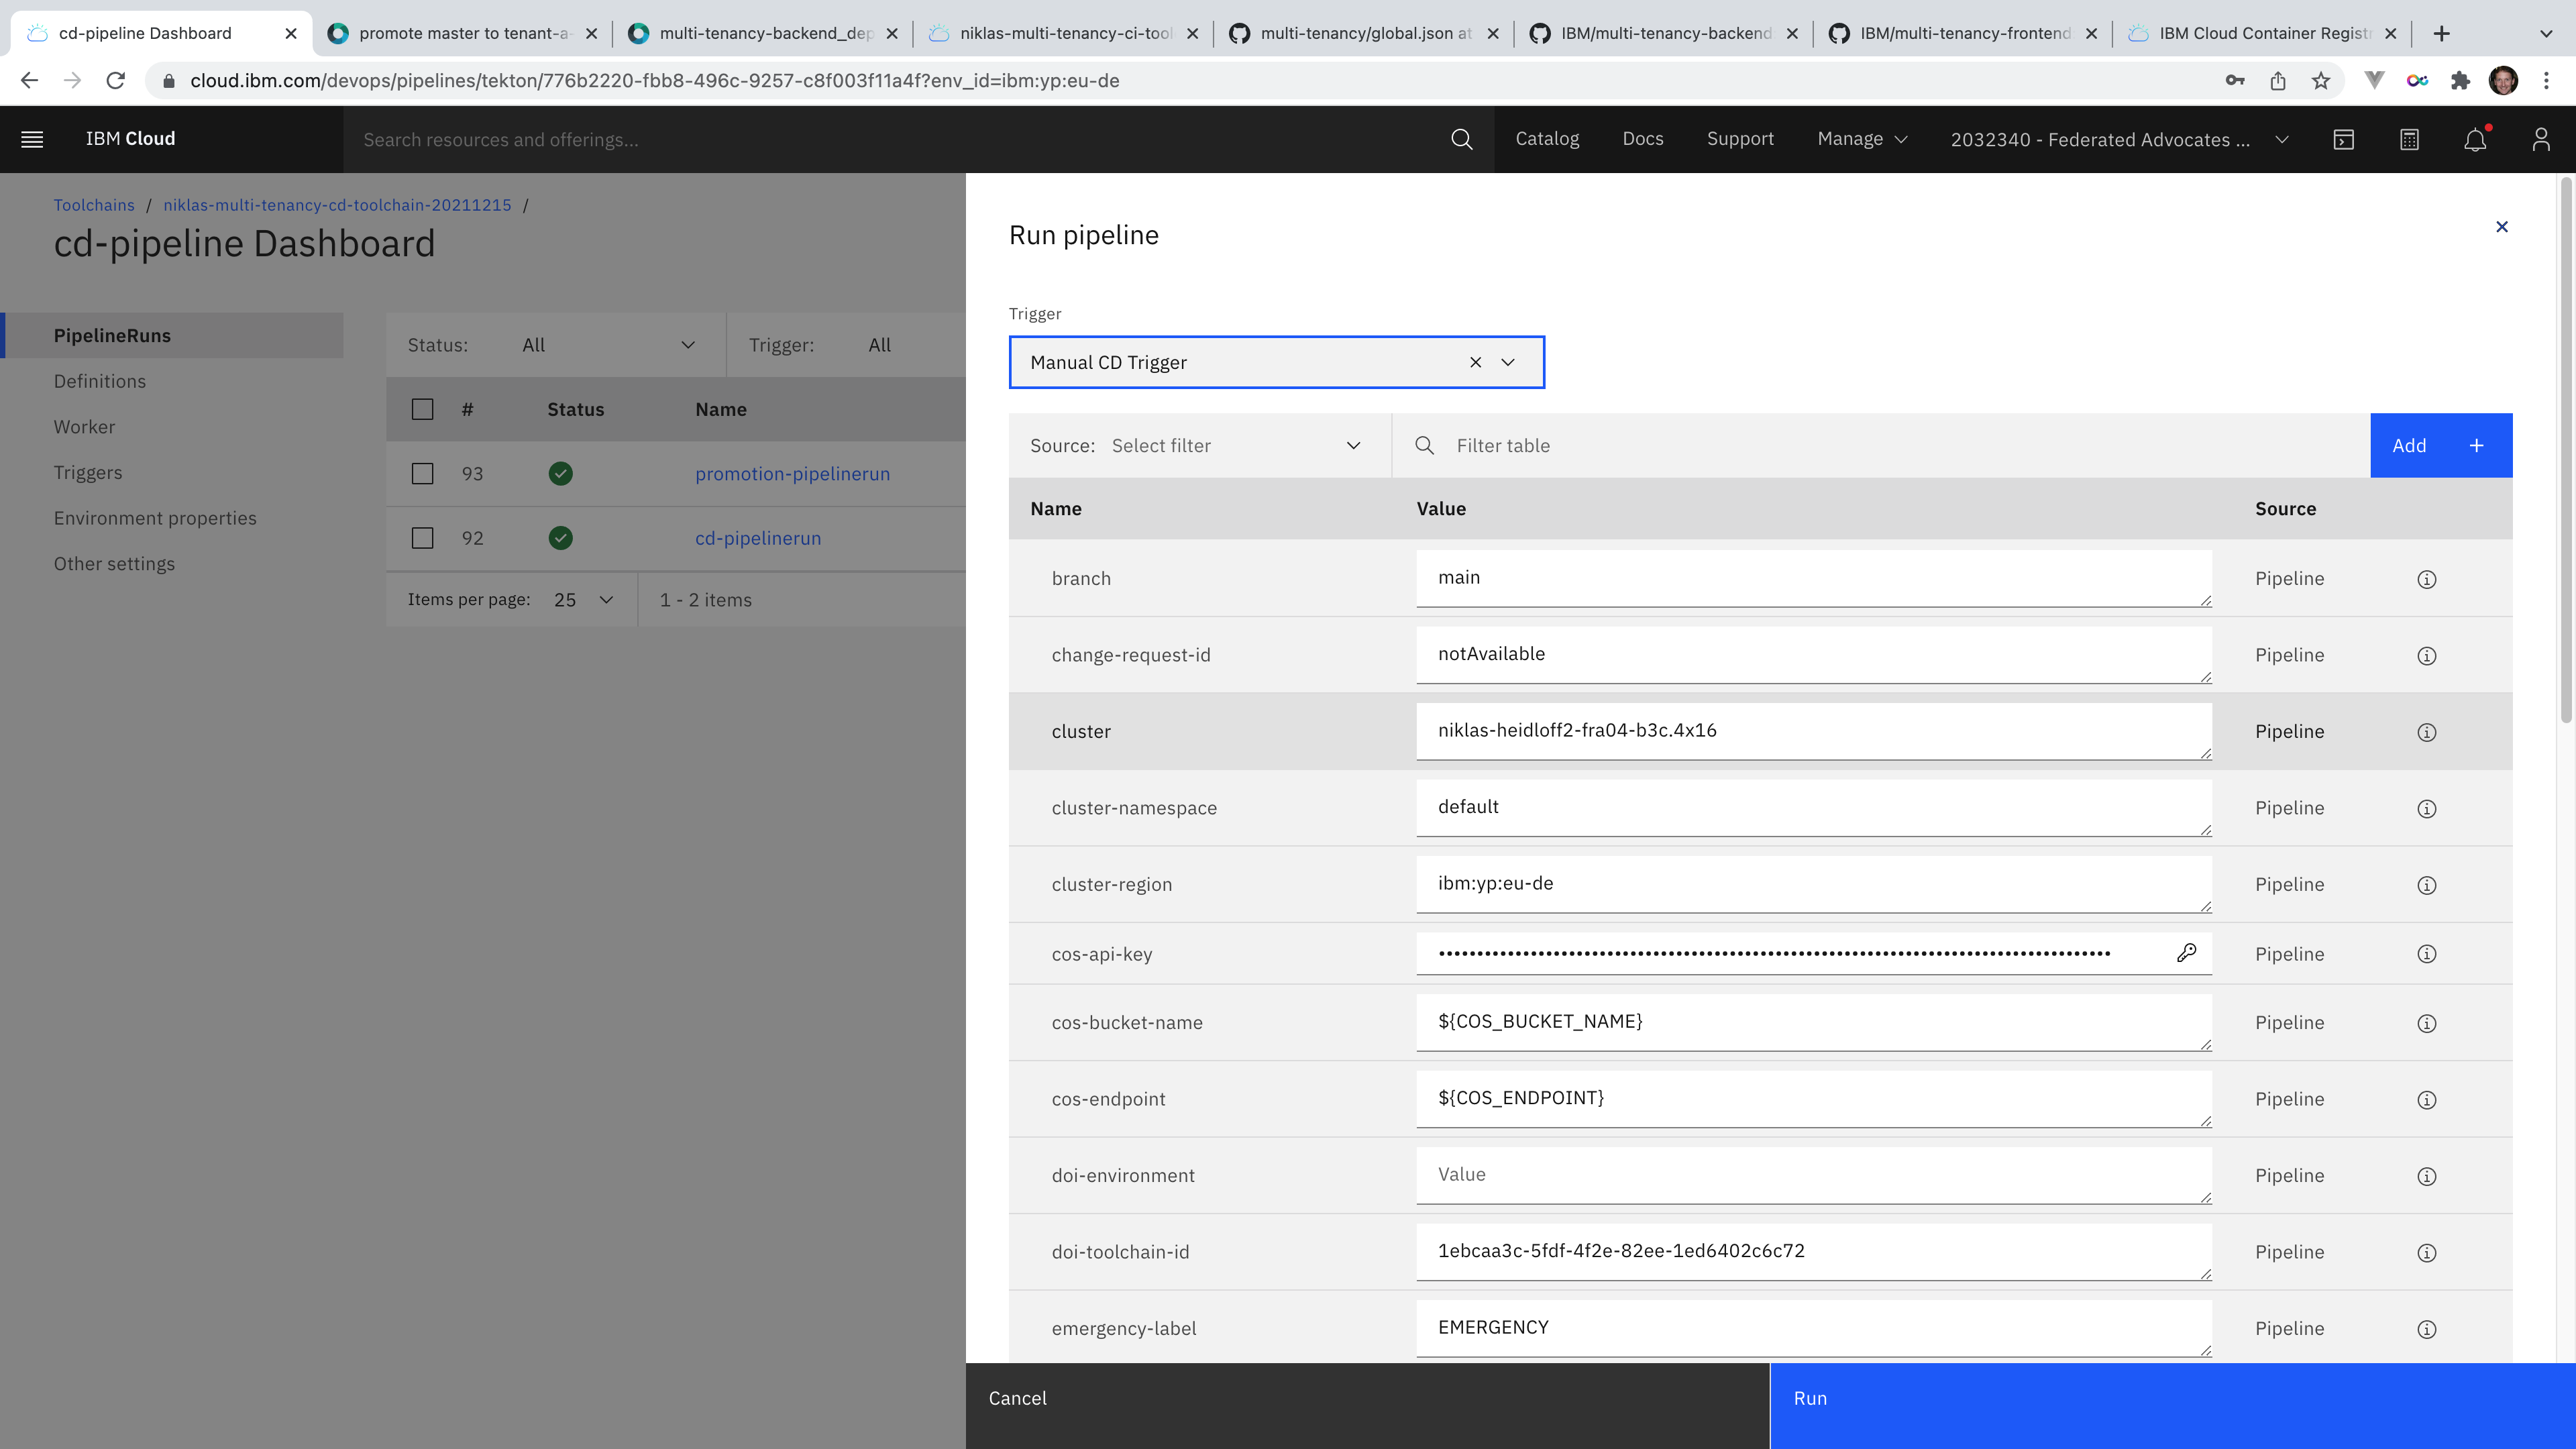 cd-pipeline Dashboard
promote master to tenant-a-
multi-tenancy-backend_dep
niklas-multi-tenancy-ci-tool
multi-tenancy/global.json at
IBM/multi-tenancy-backend
IBM/multi-tenancy-frontend
IBM Cloud Container Registr
cloud.ibm.com/devops/pipelines/tekton/776b2220-fbb8-496c-9257-c8f003f11a4f?env_id=ibm:yp:eu-de
IBM Cloud
Search resources and offerings...
Catalog
Docs
Support
Manage
2032340 - Federated Advocates ...
Toolchains / niklas-multi-tenancy-cd-toolchain-20211215 /
cd-pipeline Dashboard
PipelineRuns
Definitions
Worker
Triggers
Environment properties
Other settings
Status: All
Trigger: All
# Status Name
93 promotion-pipelinerun
92 cd-pipelinerun
Items per page: 25
1 - 2 items
Run pipeline
Trigger
Manual CD Trigger
Source: Select filter
Filter table
Add
Name Value Source
branch main Pipeline
change-request-id notAvailable Pipeline
cluster niklas-heidloff2-fra04-b3c.4x16 Pipeline
cluster-namespace default Pipeline
cluster-region ibm:yp:eu-de Pipeline
cos-api-key Pipeline
cos-bucket-name ${COS_BUCKET_NAME} Pipeline
cos-endpoint ${COS_ENDPOINT} Pipeline
doi-environment Value Pipeline
doi-toolchain-id 1ebcaa3c-5fdf-4f2e-82ee-1ed6402c6c72 Pipeline
emergency-label EMERGENCY Pipeline
Cancel
Run